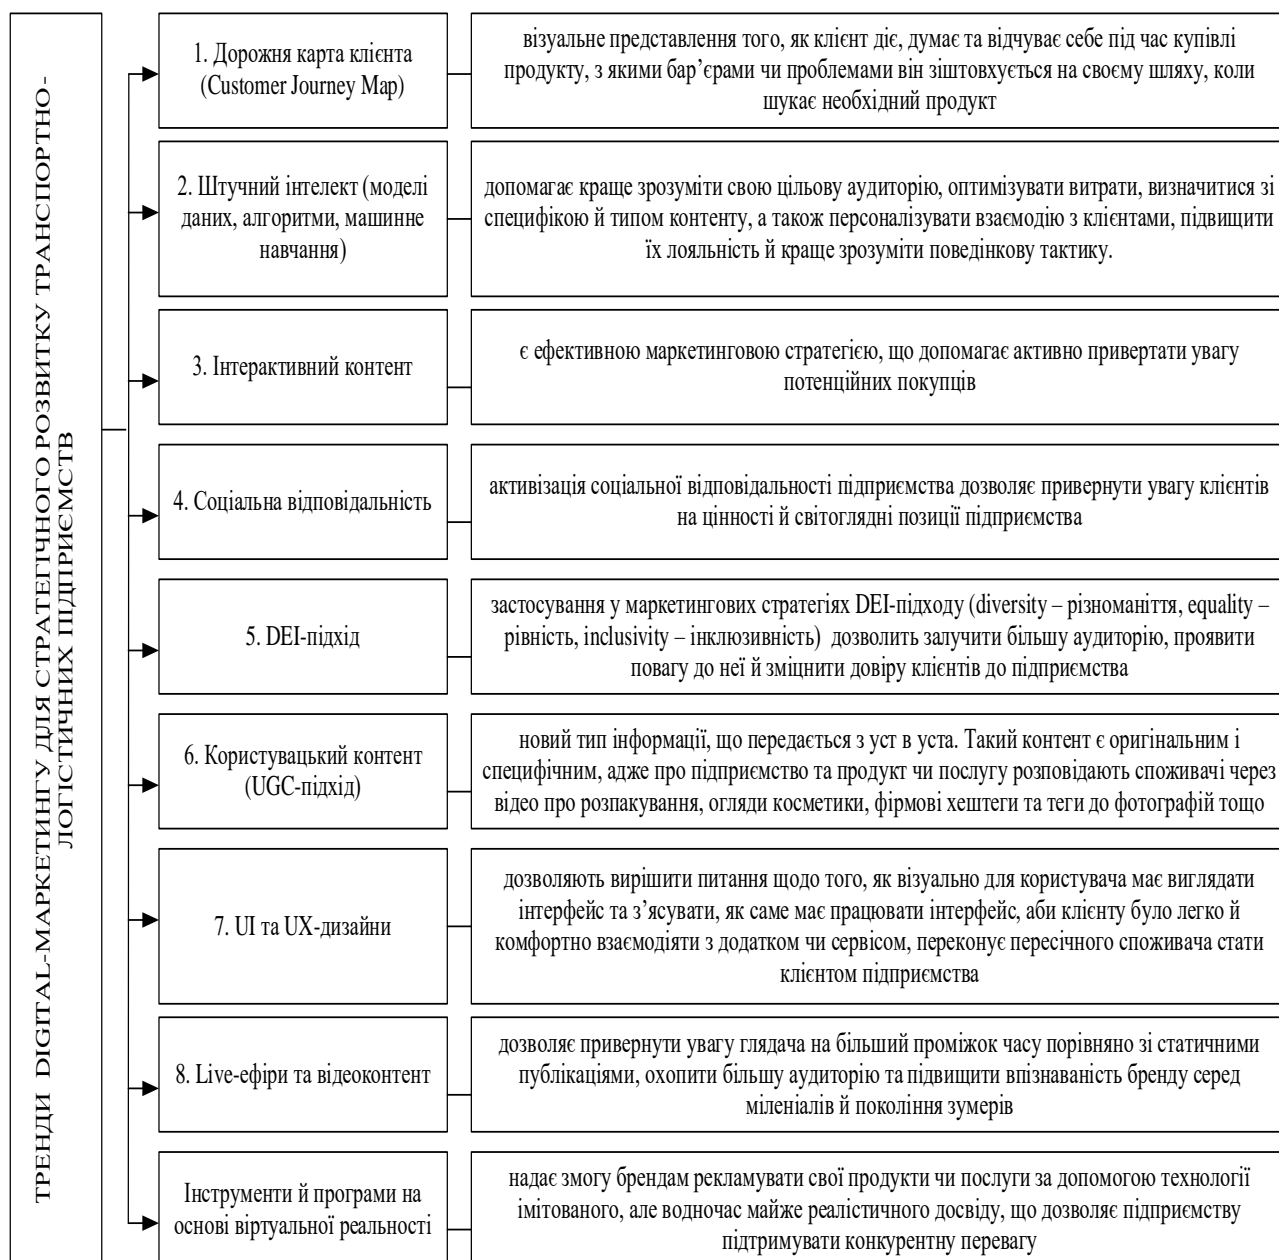 ТРЕНДИ DIGITAL-МАРКЕТИНГУ ДЛЯ СТРАТЕГІЧНОГО РОЗВИТКУ ТРАНСПОРТНО-
ЛОГІСТИЧНИХ ПІДПРИЄМСТВ
1. Дорожня карта клієнта
(Customer Journey Map)
візуальне представлення того, як клієнт діє, думає та відчуває себе під час купівлі
продукту, з якими бар’єрами чи проблемами він зіштовхується на своєму шляху, коли
шукає необхідний продукт
2. Штучний інтелект (моделі
даних, алгоритми, машинне
навчання)
допомагає краще зрозуміти свою цільову аудиторію, оптимізувати витрати, визначитися зі
специфікою й типом контенту, а також персоналізувати взаємодію з клієнтами, підвищити
їх лояльність й краще зрозуміти поведінкову тактику.
3. Інтерактивний контент
є ефективною маркетинговою стратегією, що допомагає активно привертати увагу
потенційних покупців
4. Соціальна відповідальність
активізація соціальної відповідальності підприємства дозволяє привернути увагу клієнтів
на цінності й світоглядні позиції підприємства
5. DEI-підхід
застосування у маркетингових стратегіях DEI-підходу (diversity – різноманіття, equality –
рівність, inclusivity – інклюзивність) дозволить залучити більшу аудиторію, проявити
повагу до неї й зміцнити довіру клієнтів до підприємства
6. Користувацький контент
(UGC-підхід)
новий тип інформації, що передається з уст в уста. Такий контент є оригінальним і
специфічним, адже про підприємство та продукт чи послугу розповідають споживачі через
відео про розпакування, огляди косметики, фірмові хештеги та теги до фотографій тощо
7. UI та UX-дизайни
дозволяють вирішити питання щодо того, як візуально для користувача має виглядати
інтерфейс та з’ясувати, як саме має працювати інтерфейс, аби клієнту було легко й
комфортно взаємодіяти з додатком чи сервісом, переконує пересічного споживача стати
клієнтом підприємства
8. Live-ефіри та відеоконтент
дозволяє привернути увагу глядача на більший проміжок часу порівняно зі статичними
публікаціями, охопити більшу аудиторію та підвищити впізнаваність бренду серед
міленіалів й покоління зумерів
Інструменти й програми на
основі віртуальної реальності
надає змогу брендам рекламувати свої продукти чи послуги за допомогою технології
імітованого, але водночас майже реалістичного досвіду, що дозволяє підприємству
підтримувати конкурентну перевагу